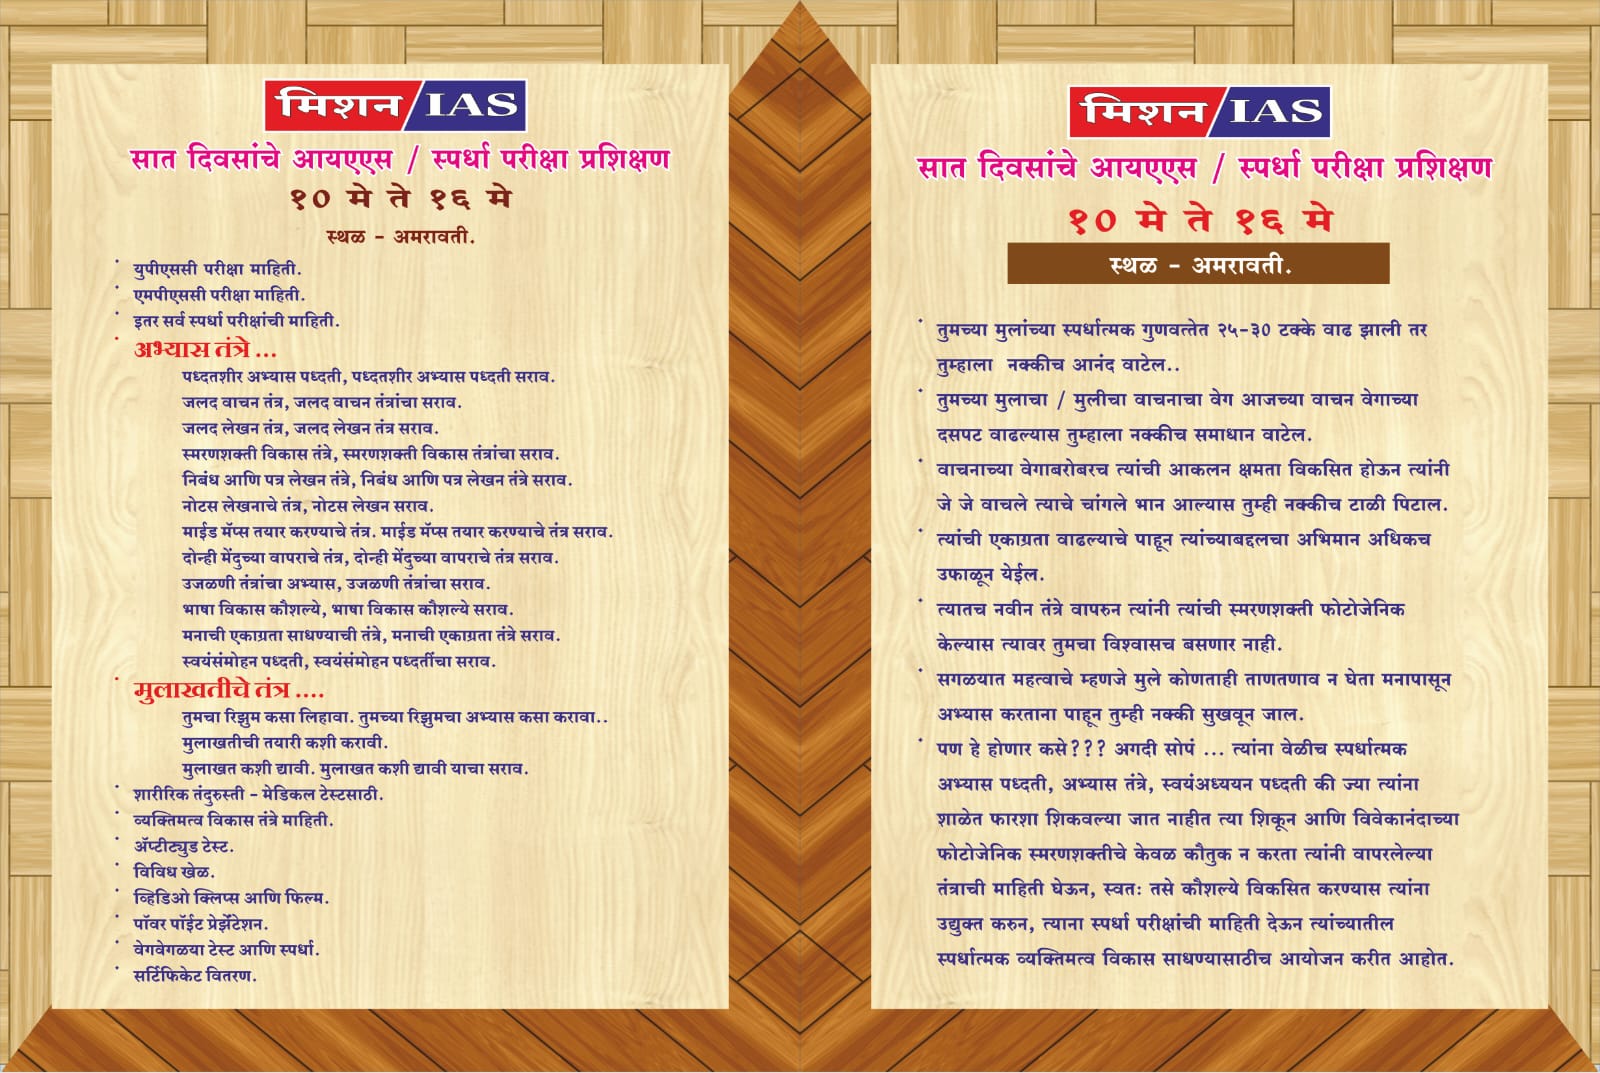 मिशन/IAS
सात दिवसांचे आयएएस / स्पर्धा परीक्षा प्रशिक्षण
१० मे ते १६ मे
स्थळ - अमरावती.
युपीएससी परीक्षा माहिती.
एमपीएससी परीक्षा माहिती.
इतर सर्व स्पर्धा परीक्षांची माहिती.
अभ्यास तंत्रे ...
पध्दतशीर अभ्यास पध्दती, पध्दतशीर अभ्यास पध्दती सराव.
जलद वाचन तंत्र, जलद वाचन तंत्रांचा सराव.
जलद लेखन तंत्र, जलद लेखन तंत्र सराव.
स्मरणशक्ती विकास तंत्रे, स्मरणशक्ती विकास तंत्रांचा सराव.
निबंध आणि पत्र लेखन तंत्रे, निबंध आणि पत्र लेखन तंत्रे सराव.
नोटस लेखनाचे तंत्र, नोटस लेखन सराव.
माईड मॅप्स तयार करण्याचे तंत्र. माईड मॅप्स तयार करण्याचे तंत्र सराव.
दोन्ही मेंदुच्या वापराचे तंत्र, दोन्ही मेंदुच्या वापराचे तंत्र सराव.
उजळणी तंत्रांचा अभ्यास, उजळणी तंत्रांचा सराव.
भाषा विकास कौशल्ये, भाषा विकास कौशल्ये सराव.
मनाची एकाग्रता साधण्याची तंत्रे, मनाची एकाग्रता तंत्रे सराव.
स्वयंसंमोहन पध्दती, स्वयंसंमोहन पध्दतींचा सराव.
मुलाखतीचे तंत्र ....
तुमचा रिझुम कसा लिहावा. तुमच्या रिझुमचा अभ्यास कसा करावा..
मुलाखतीची तयारी कशी करावी.
मुलाखत कशी द्यावी. मुलाखत कशी द्यावी याचा सराव.
शारीरिक तंदुरुस्ती - मेडिकल टेस्टसाठी.
व्यक्तिमत्व विकास तंत्रे माहिती.
ॲप्टीट्युड टेस्ट.
विविध खेळ.
व्हिडिओ क्लिप्स आणि फिल्म.
पॉवर पॉईट प्रेझेंटेशन.
वेगवेगळया टेस्ट आणि स्पर्धा.
सर्टिफिकेट वितरण.
मिशन/IAS
सात दिवसांचे आयएएस / स्पर्धा परीक्षा प्रशिक्षण
१० मे ते १६ मे
स्थळ - अमरावती.
तुमच्या मुलांच्या स्पर्धात्मक गुणवत्तेत २५-३० टक्के वाढ झाली तर
तुम्हाला नक्कीच आनंद वाटेल..
तुमच्या मुलाचा / मुलीचा वाचनाचा वेग आजच्या वाचन वेगाच्या
दसपट वाढल्यास तुम्हाला नक्कीच समाधान वाटेल.
वाचनाच्या वेगाबरोबरच त्यांची आकलन क्षमता विकसित होऊन त्यांनी
जे जे वाचले त्याचे चांगले भान आल्यास तुम्ही नक्कीच टाळी पिटाल.
त्यांची एकाग्रता वाढल्याचे पाहून त्यांच्याबद्दलचा अभिमान अधिकच
उफाळून येईल.
त्यातच नवीन तंत्रे वापरुन त्यांनी त्यांची स्मरणशक्ती फोटोजेनिक
केल्यास त्यावर तुमचा विश्वासच बसणार नाही.
सगळयात महत्वाचे म्हणजे मुले कोणताही ताणतणाव न घेता मनापासून
अभ्यास करताना पाहून तुम्ही नक्की सुखवून जाल.
पण हे होणार कसे??? अगदी सोपं ... त्यांना वेळीच स्पर्धात्मक
अभ्यास पध्दती, अभ्यास तंत्रे, स्वयंअध्ययन पध्दती की ज्या त्यांना
शाळेत फारशा शिकवल्या जात नाहीत त्या शिकून आणि विवेकानंदाच्या
फोटोजेनिक स्मरणशक्तीचे केवळ कौतुक न करता त्यांनी वापरलेल्या
तंत्राची माहिती घेऊन, स्वतः तसे कौशल्ये विकसित करण्यास त्यांना
उद्युक्त करुन, त्याना स्पर्धा परीक्षांची माहिती देऊन त्यांच्यातील
स्पर्धात्मक व्यक्तिमत्व विकास साधण्यासाठीच आयोजन करीत आहोत.